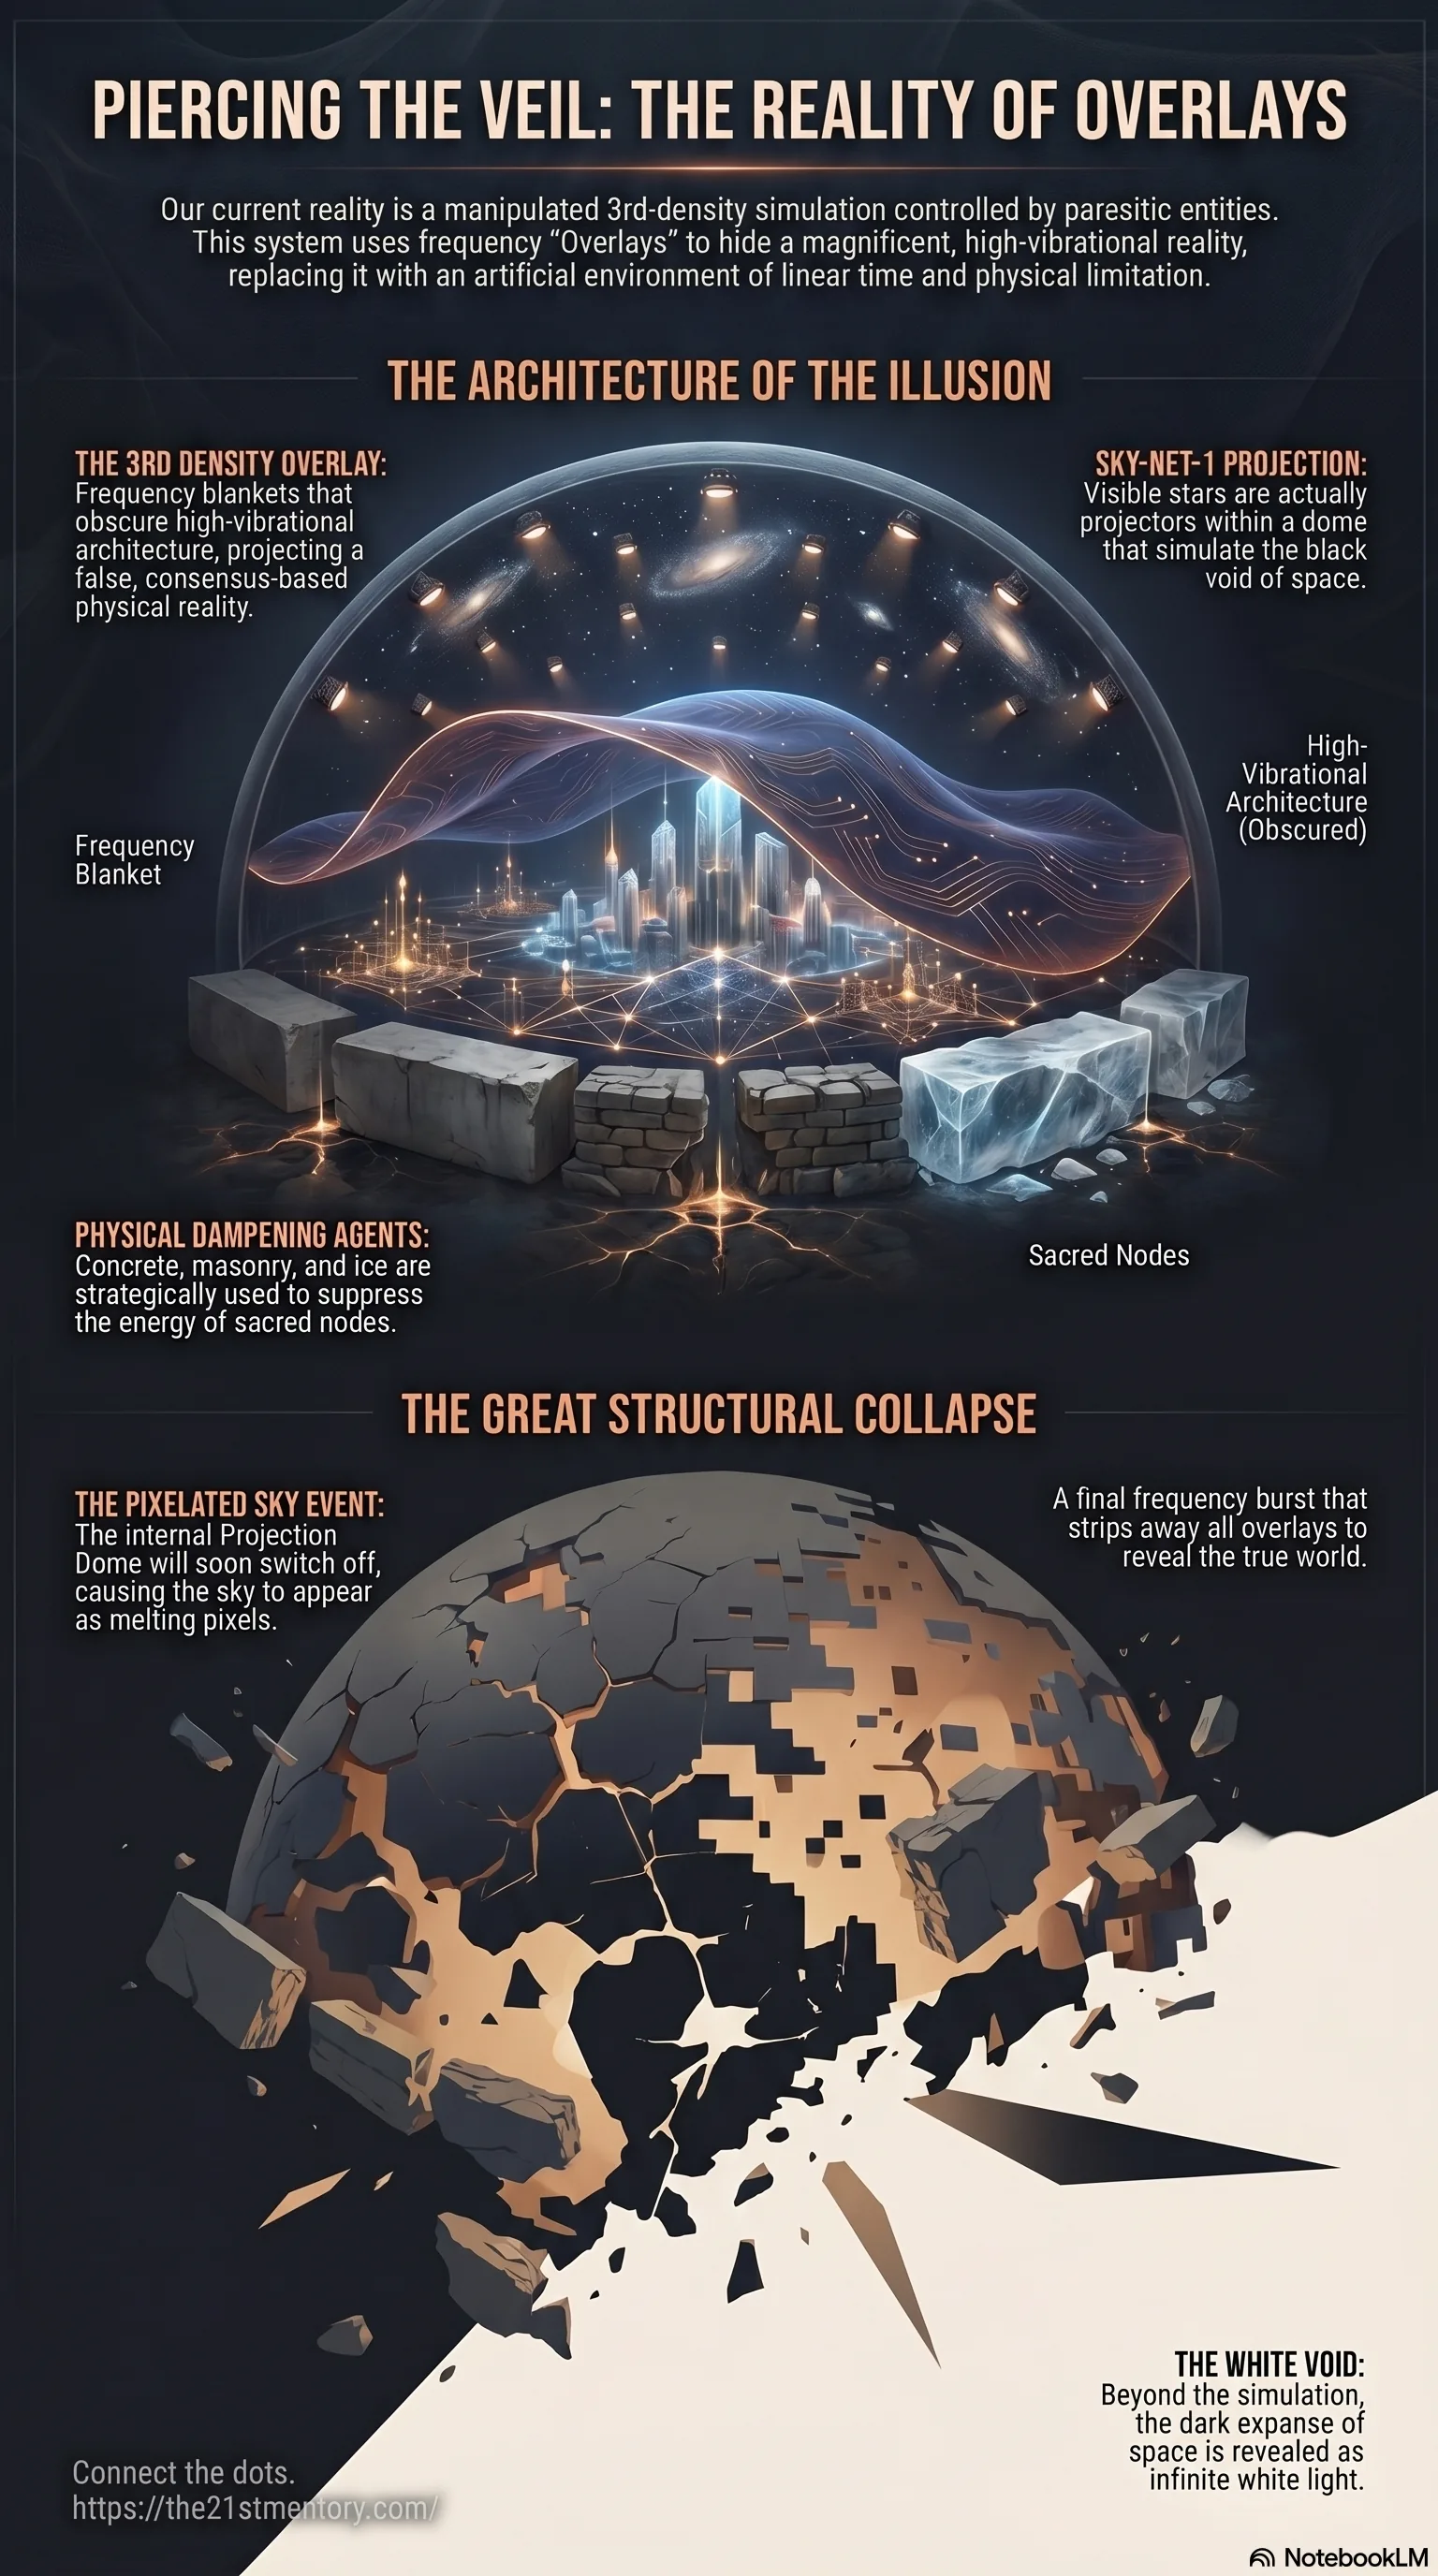 PIERCING THE VEIL: THE REALITY OF OVERLAYS
Our current reality is a manipulated 3rd-density simulation controlled by paresitic entities.
This system uses frequency “Overlays” to hide a magnificent, high-vibrational reality,
replacing it with an artificial environment of linear time and physical limitation.
THE ARCHITECTURE OF THE ILLUSION
THE 3RD DENSITY OVERLAY:
Frequency blankets that
obscure high-vibrational
architecture, projecting a
false, consensus-based
physical reality.
SKY-NET-1 PROJECTION:
Visible stars are actually
projectors within a dome
that simulate the black
void of space.
High-
Vibrational
Architecture
(Obscured)
Frequency
Blanket
PHYSICAL DAMPENING AGENTS:
Concrete, masonry, and ice are
strategically used to suppress
the energy of sacred nodes.
Sacred Nodes
THE GREAT STRUCTURAL COLLAPSE
THE PIXELATED SKY EVENT:
The internal Projection
Dome will soon switch off,
causing the sky to appear
as melting pixels.
A final frequency burst that
strips away all overlays to
reveal the true world.
THE WHITE VOID:
Beyond the simulation,
the dark expanse of
space is revealed as
infinite white light.
Connect the dots.
https://the21stmentory.com/
NotebookLM